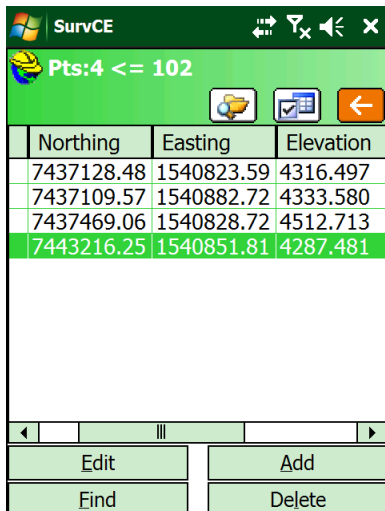 SurvCE
Pts:4 <= 102
Northing Easting Elevation
7437128.48 1540823.59 4316.497
7437109.57 1540882.72 4333.580
7437469.06 1540828.72 4512.713
7443216.25 1540851.81 4287.481
Edit Add
Find Delete